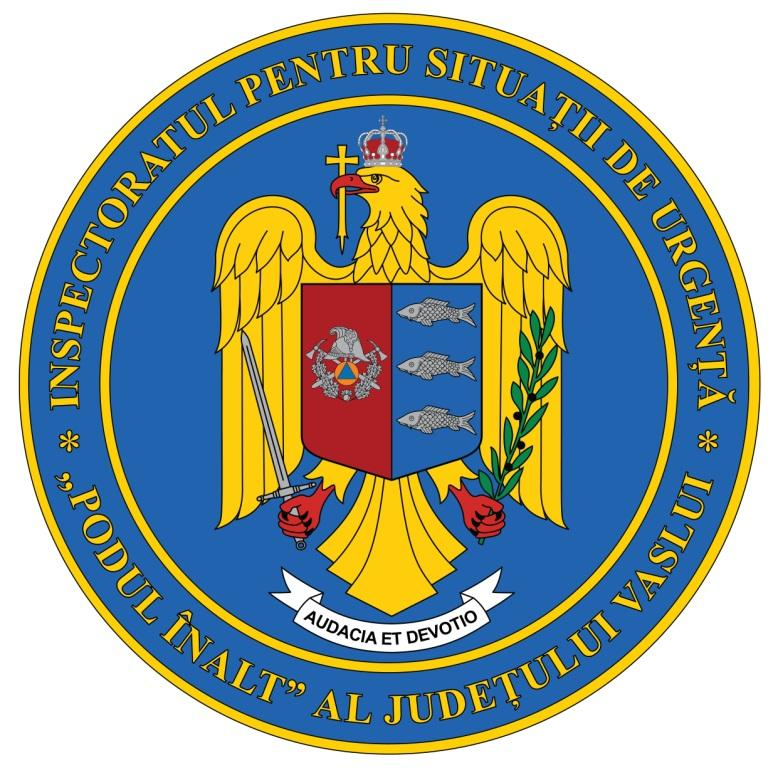 * INSPECTORATUL PENTRU SITUAȚII DE URGENȚĂ *
„PODUL ÎNALT” AL JUDEȚULUI VASLUI
AUDACIA ET DEVOTIO